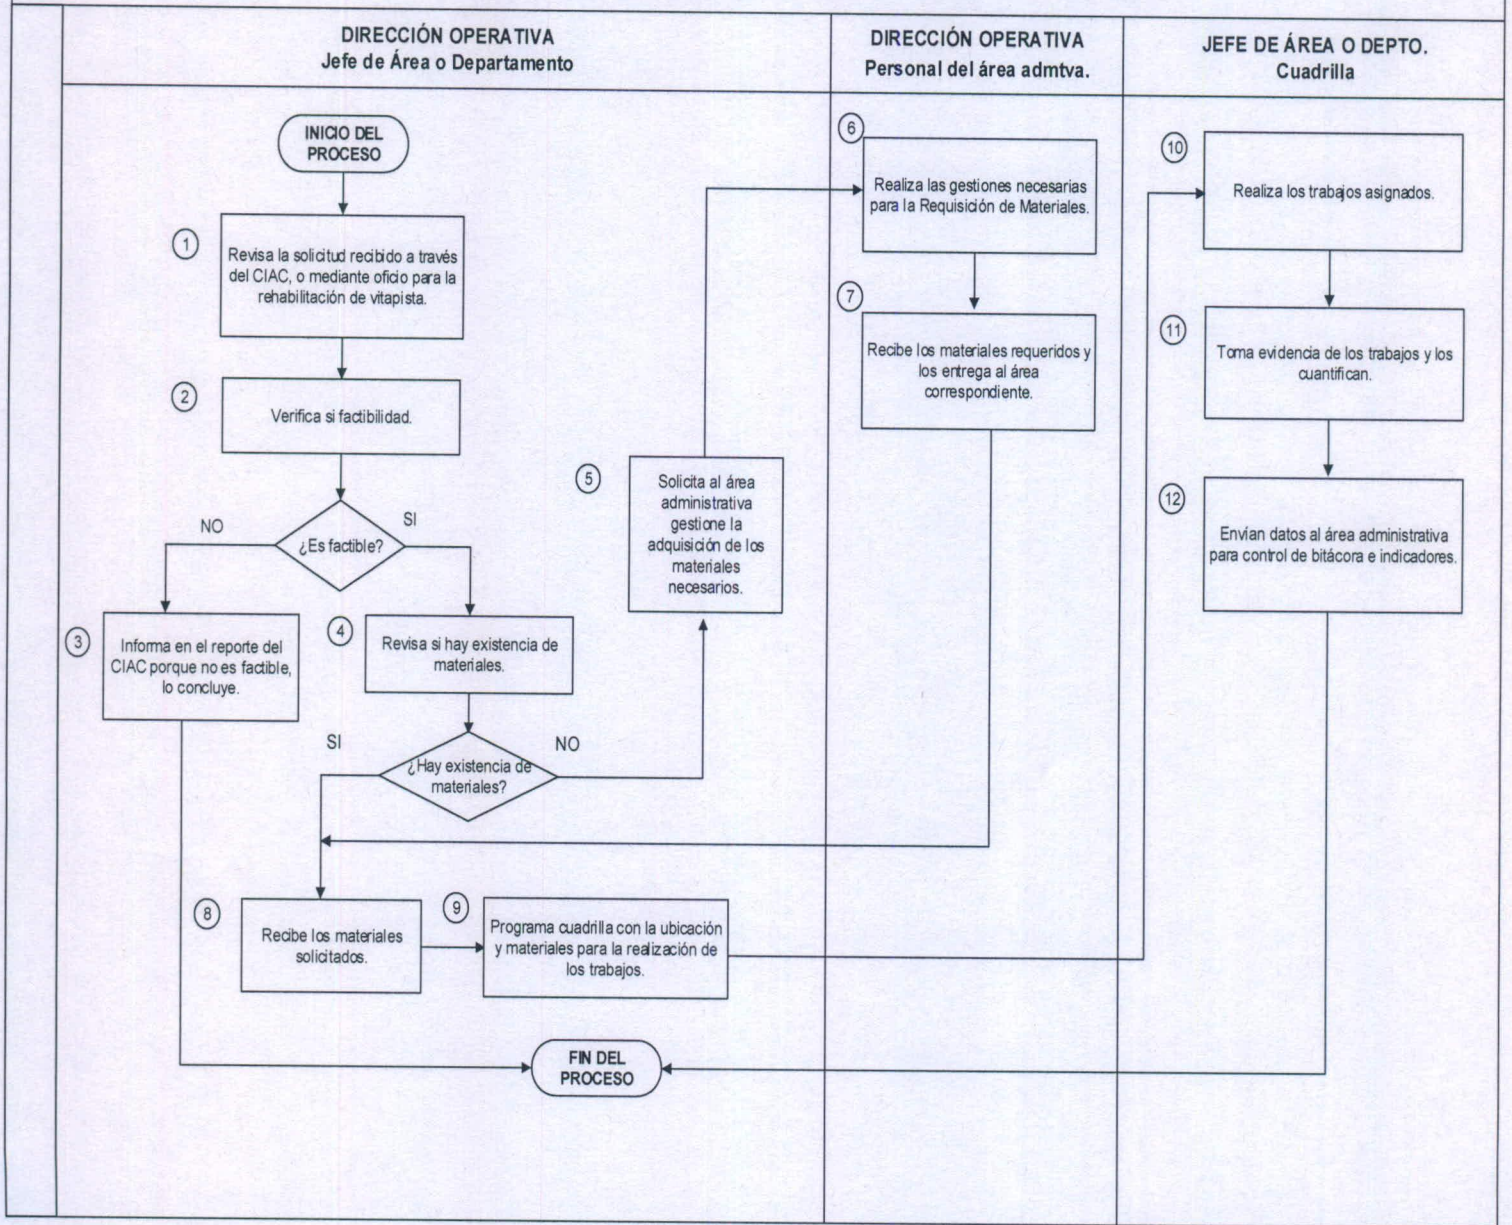 DIRECCIÓN OPERATIVA
Jefe de Área o Departamento
DIRECCIÓN OPERATIVA
Personal del área admtva.
JEFE DE ÁREA O DEPTO.
Cuadrilla
INICIO DEL
PROCESO
1
Revisa la solicitud recibido a través
del CIAC, o mediante oficio para la
rehabilitación de vitapista.
2
Verifica si factibilidad.
¿Es factible?
NO
SI
3
Informa en el reporte del
CIAC porque no es factible,
lo concluye.
4
Revisa si hay existencia de
materiales.
¿Hay existencia de
materiales?
SI
NO
5
Solicita al área
administrativa
gestione la
adquisición de los
materiales
necesarios.
6
Realiza las gestiones necesarias
para la Requisición de Materiales.
7
Recibe los materiales requeridos y
los entrega al área
correspondiente.
8
Recibe los materiales
solicitados.
9
Programa cuadrilla con la ubicación
y materiales para la realización de
los trabajos.
10
Realiza los trabajos asignados.
11
Toma evidencia de los trabajos y los
cuantifican.
12
Envían datos al área administrativa
para control de bitácora e indicadores.
FIN DEL
PROCESO